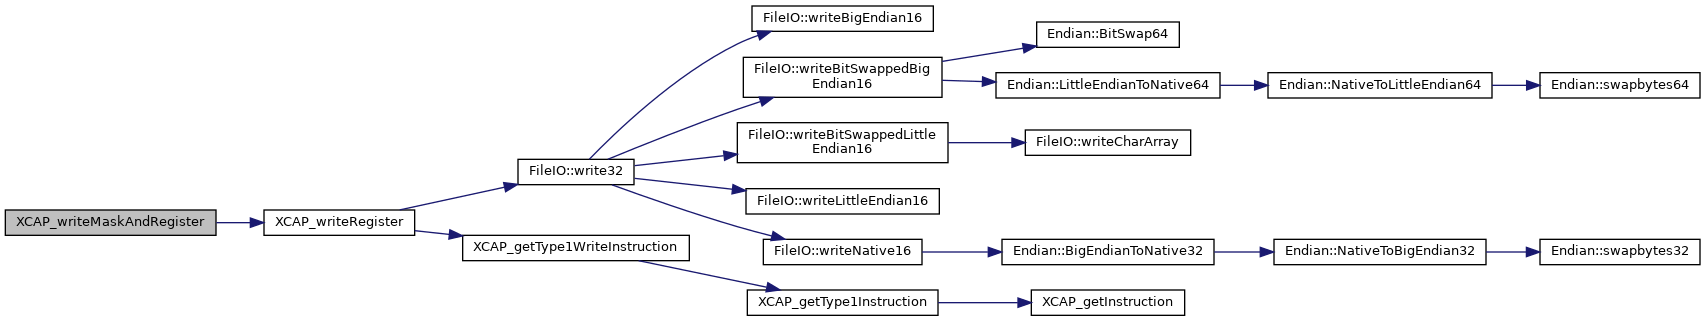 FileIO::writeBigEndian16
Endian::BitSwap64
FileIO::writeBitSwappedBig
Endian16
Endian::LittleEndianToNative64
Endian::NativeToLittleEndian64
Endian::swapbytes64
FileIO::writeBitSwappedLittle
Endian16
FileIO::writeCharArray
FileIO::write32
FileIO::writeLittleEndian16
XCAP_writeMaskAndRegister
XCAP_writeRegister
XCAP_getType1WriteInstruction
FileIO::writeNative16
Endian::BigEndianToNative32
Endian::NativeToBigEndian32
Endian::swapbytes32
XCAP_getType1Instruction
XCAP_getInstruction